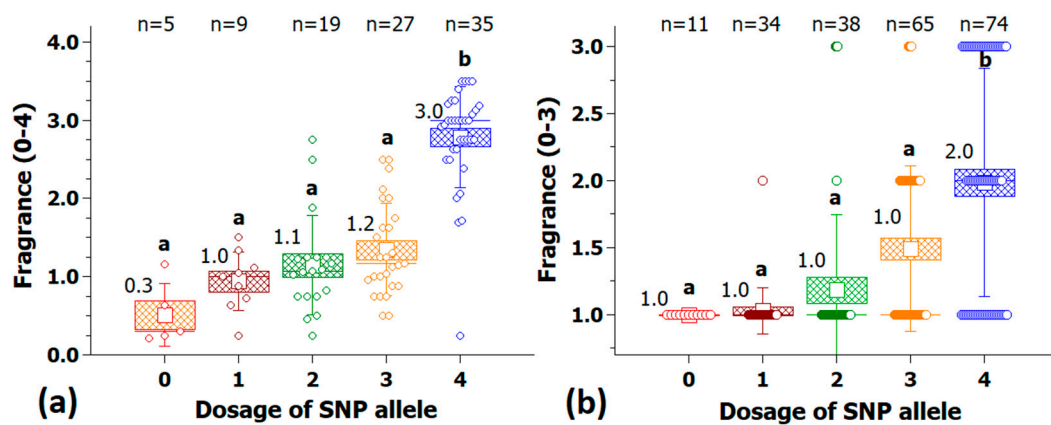 n=5 n=9 n=19 n=27 n=35
4.0
3.0
2.0
1.0
0.0
Fragrance (0-4)
a a a a b
0.3 1.0 1.1 1.2 3.0
0 1 2 3 4
Dosage of SNP allele
(a)
n=11 n=34 n=38 n=65 n=74
3.0
2.5
2.0
1.5
1.0
Fragrance (0-3)
a a a a b
1.0 1.0 1.0 1.0 2.0
0 1 2 3 4
Dosage of SNP allele
(b)